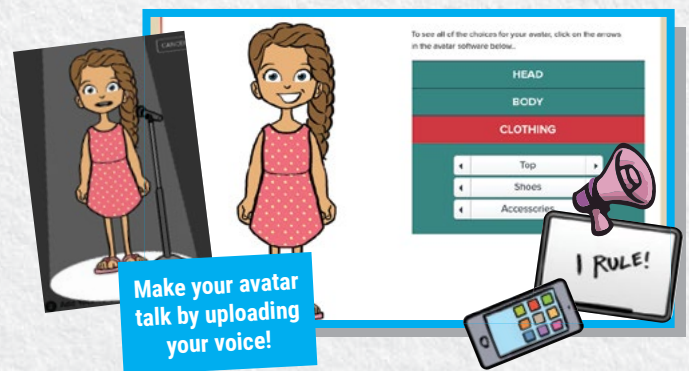 CANCEL
To see all of the choices for your avatar, click on the arrows
in the avatar software below..
HEAD
BODY
CLOTHING
Top
Shoes
Accessories
I RULE!
Make your avatar
talk by uploading
your voice!